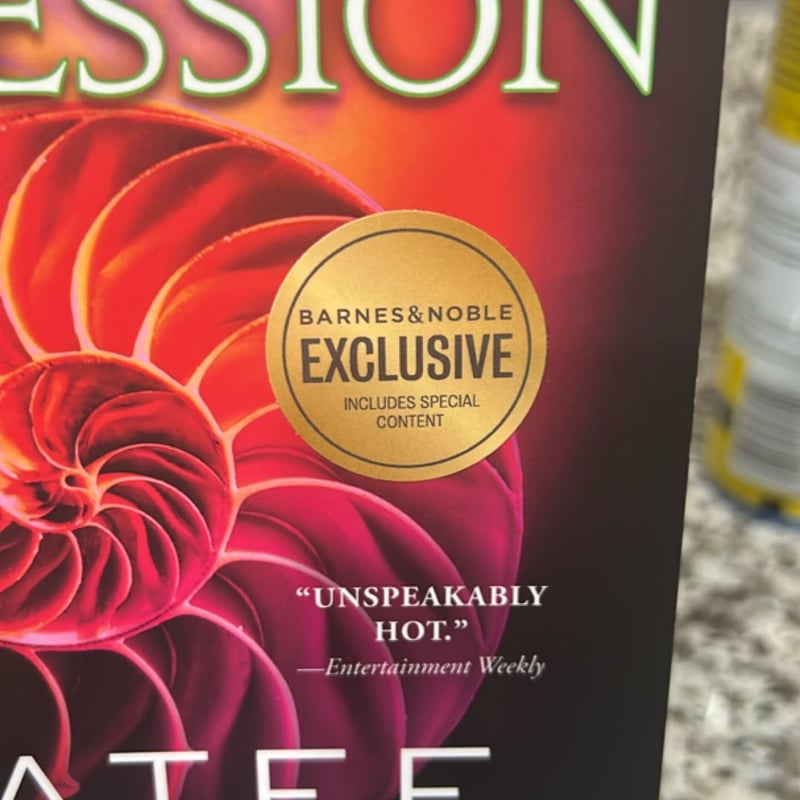 ESSION
BARNES&NOBLE
EXCLUSIVE
INCLUDES SPECIAL
CONTENT
“UNSPEAKABLY
HOT.”
—Entertainment Weekly